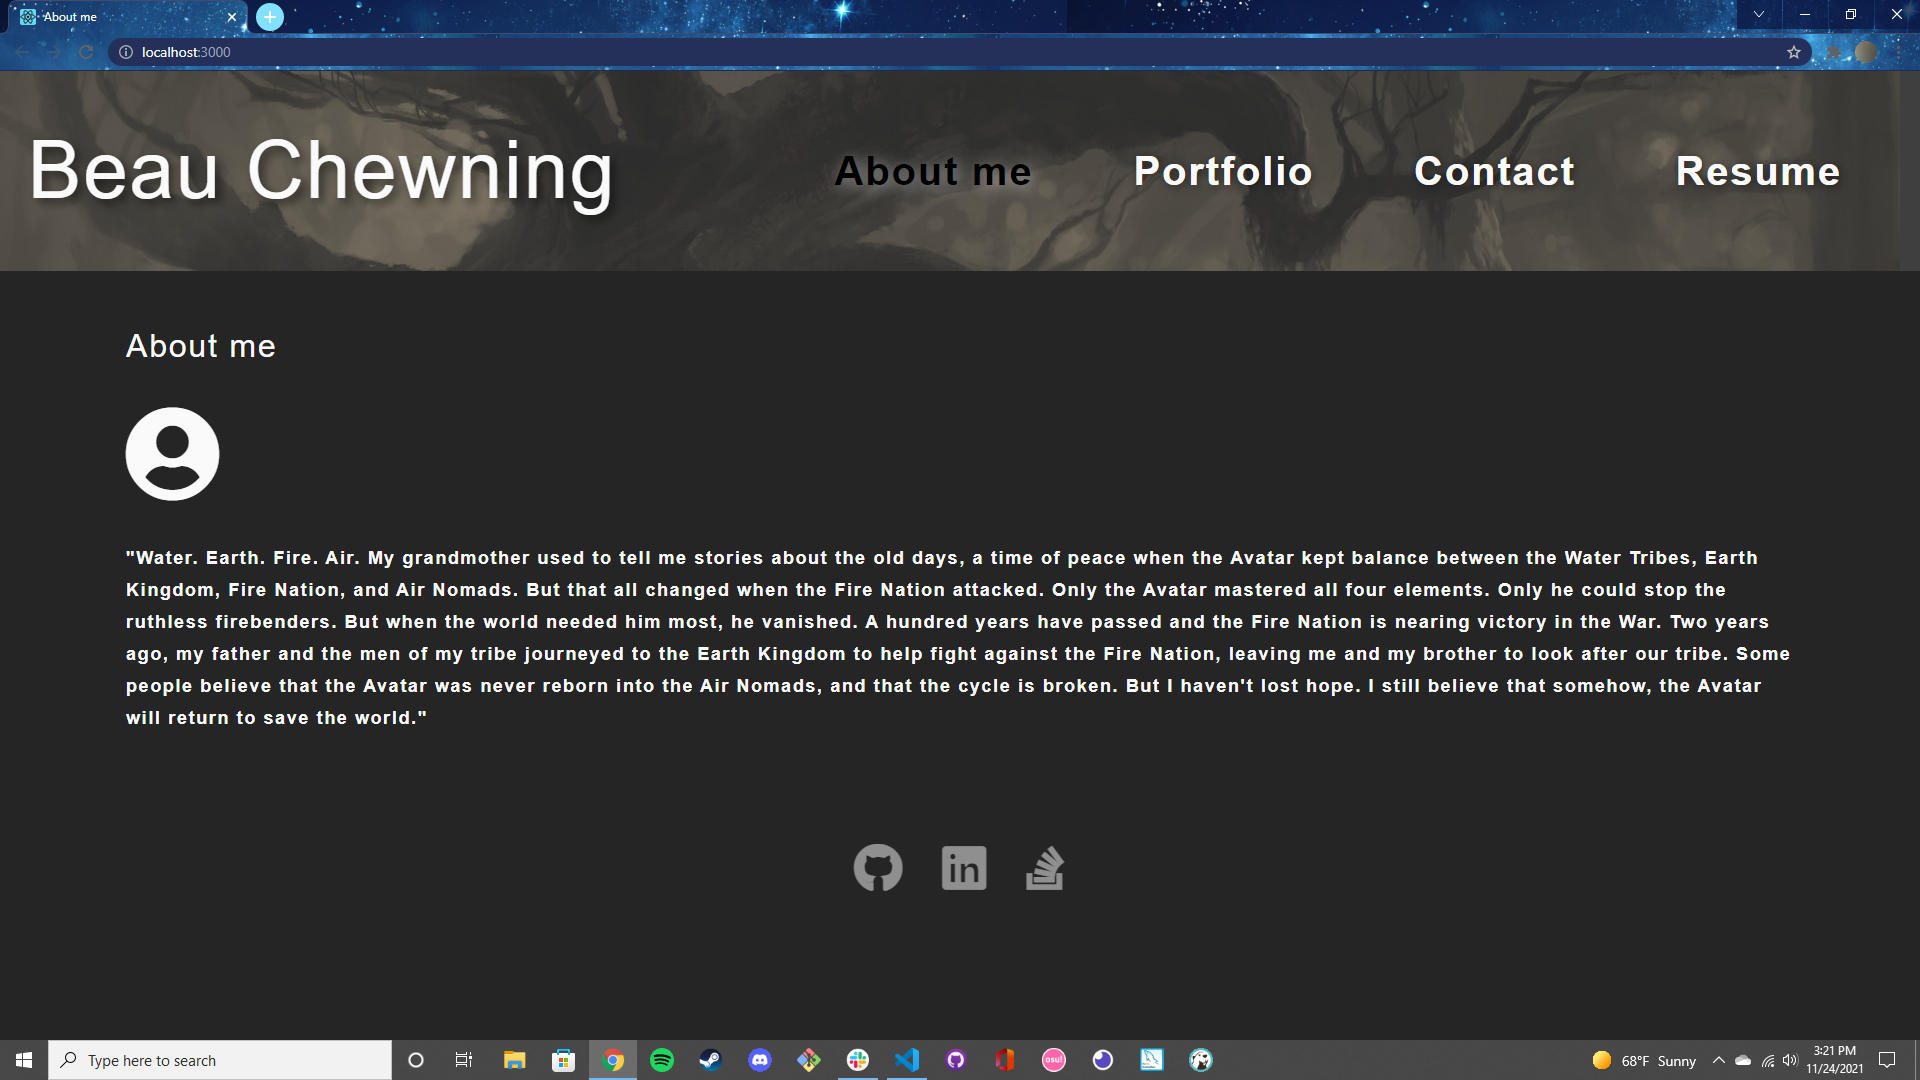 About me
localhost:3000
Beau Chewning
About me
Portfolio
Contact
Resume
About me
"Water. Earth. Fire. Air. My grandmother used to tell me stories about the old days, a time of peace when the Avatar kept balance between the Water Tribes, Earth
Kingdom, Fire Nation, and Air Nomads. But that all changed when the Fire Nation attacked. Only the Avatar mastered all four elements. Only he could stop the
ruthless firebenders. But when the world needed him most, he vanished. A hundred years have passed and the Fire Nation is nearing victory in the War. Two years
ago, my father and the men of my tribe journeyed to the Earth Kingdom to help fight against the Fire Nation, leaving me and my brother to look after our tribe. Some
people believe that the Avatar was never reborn into the Air Nomads, and that the cycle is broken. But I haven't lost hope. I still believe that somehow, the Avatar
will return to save the world."
in
Type here to search
osu!
68°F Sunny
3:21 PM
11/24/2021